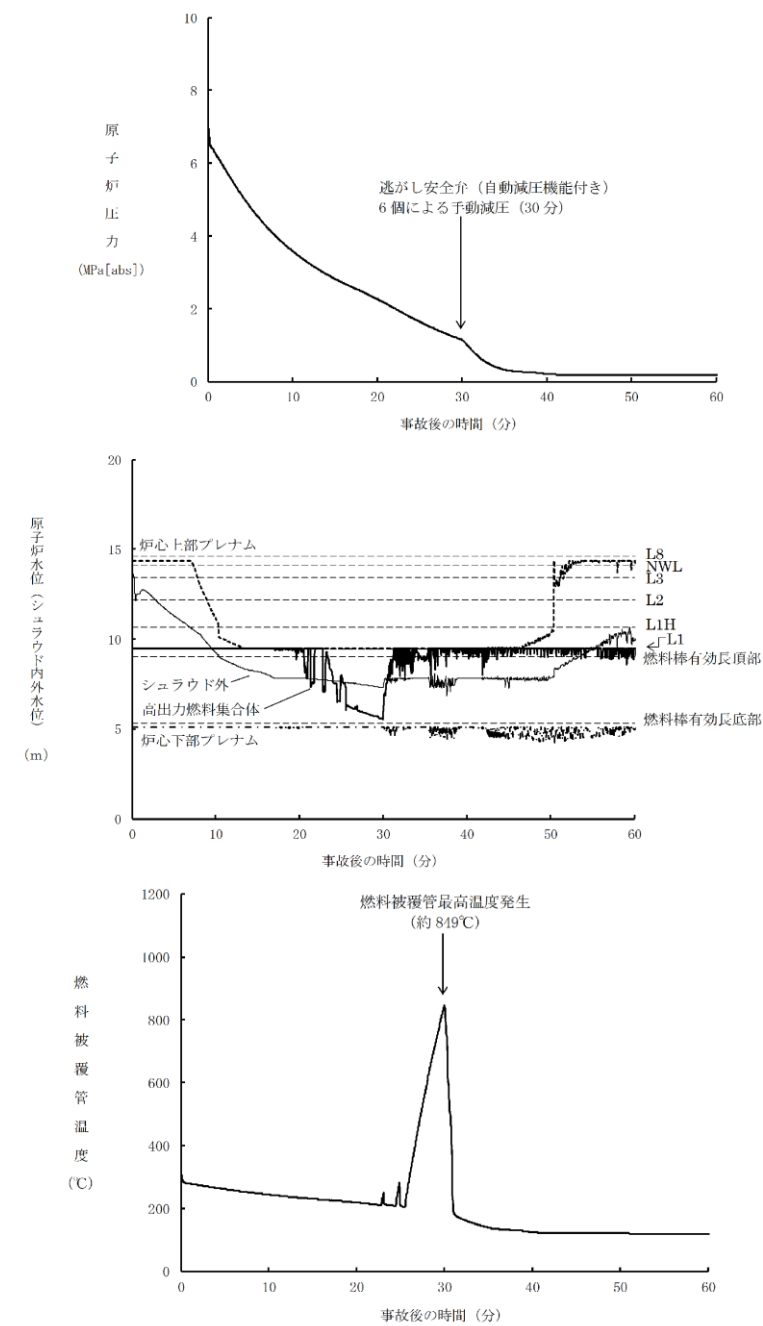 10
8
6
4
2
0
原子炉圧力
(MPa[abs])
逃がし安全弁（自動減圧機能付き）
6個による手動減圧（30分）
0 10 20 30 40 50 60
事故後の時間（分）
20
15
10
5
0
原子炉水位（シュラウド内外水位）
(m)
炉心上部プレナム
シュラウド外
高出力燃料集合体
炉心下部プレナム
L8
NWL
L3
L2
L1H
L1
燃料棒有効長頂部
燃料棒有効長底部
0 10 20 30 40 50 60
事故後の時間（分）
1200
1000
800
600
400
200
0
燃料被覆管温度
(℃)
燃料被覆管最高温度発生
(約849℃)
0 10 20 30 40 50 60
事故後の時間（分）